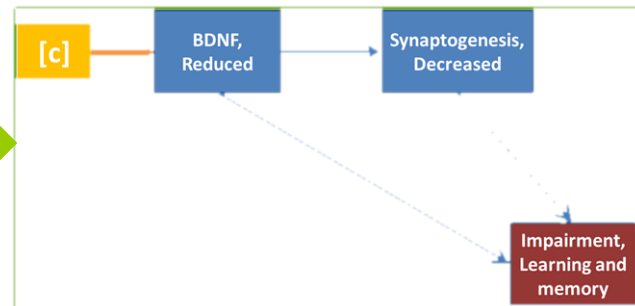 [c]
BDNF,
Reduced
Synaptogenesis,
Decreased
Impairment,
Learning and
memory